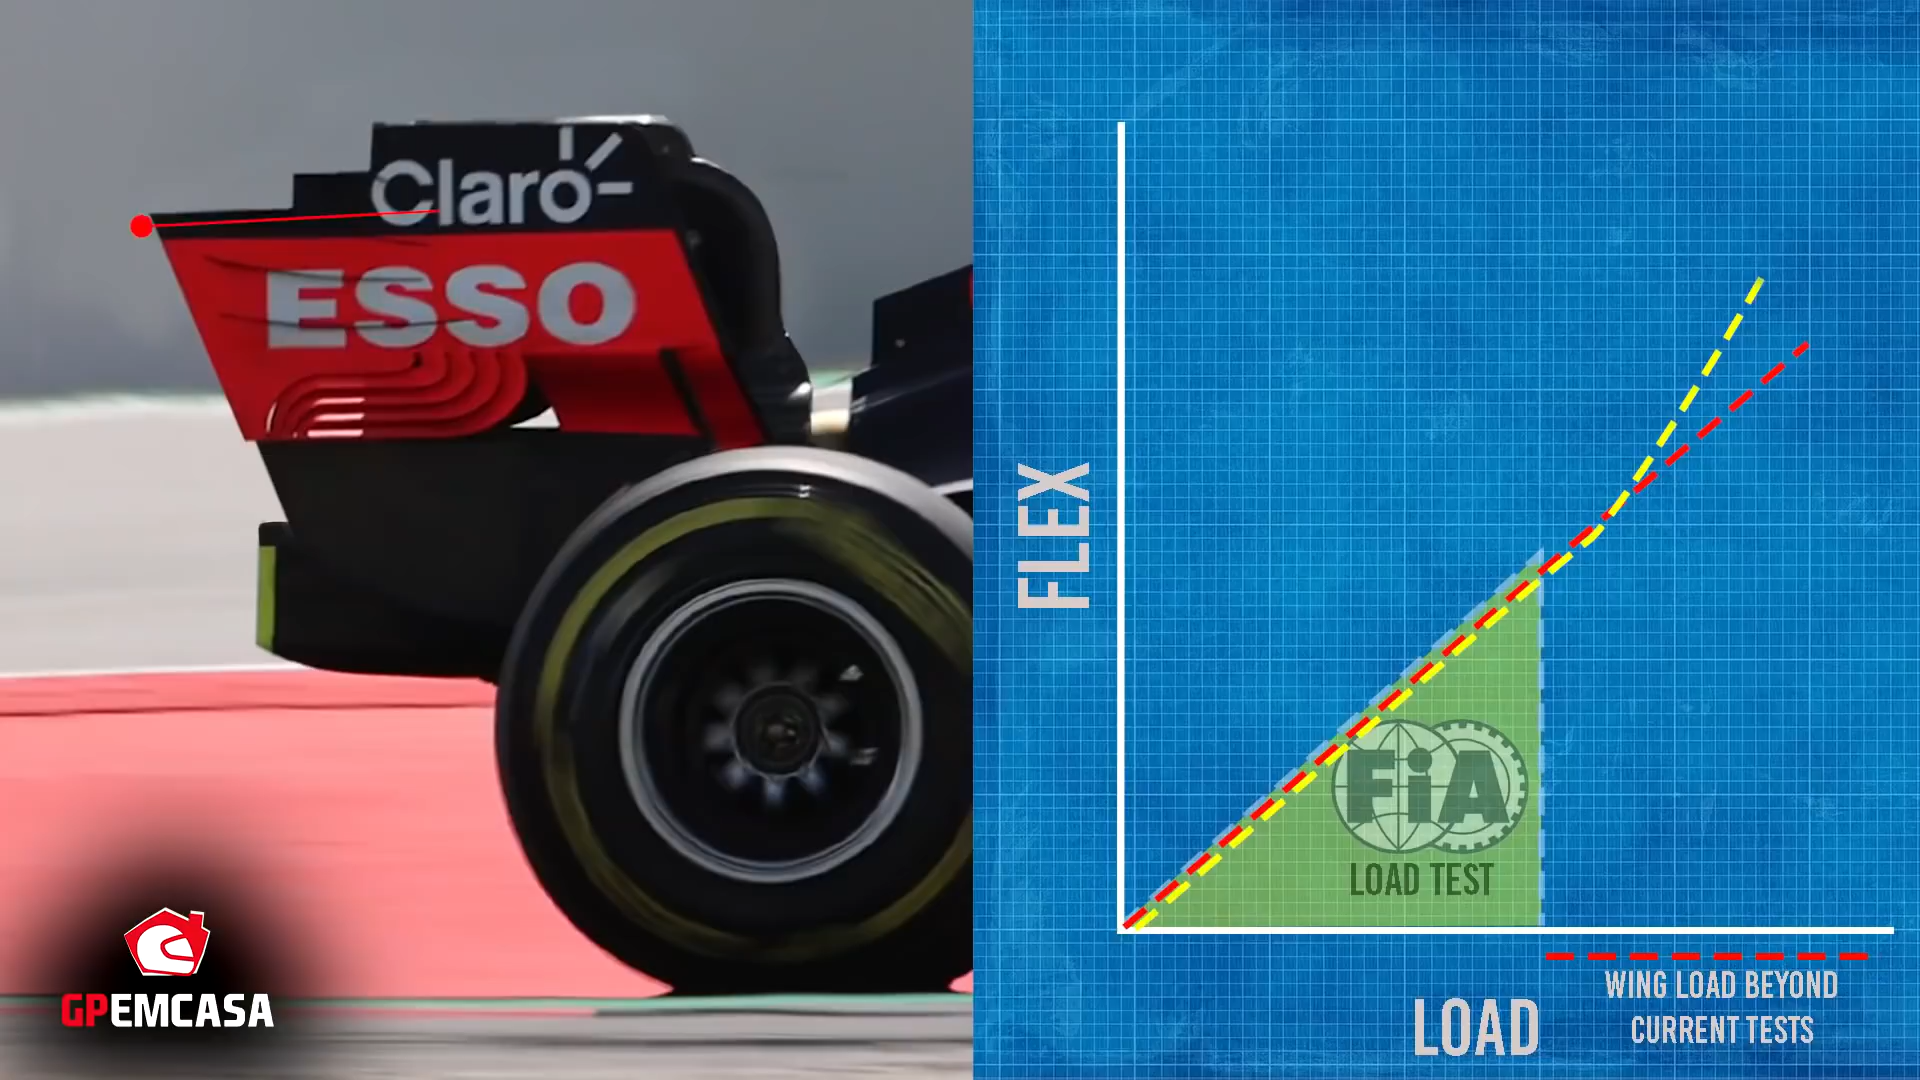 Claro
ESSO
GPEMCASA
FLEX
FiA
LOAD TEST
WING LOAD BEYOND
CURRENT TESTS
LOAD